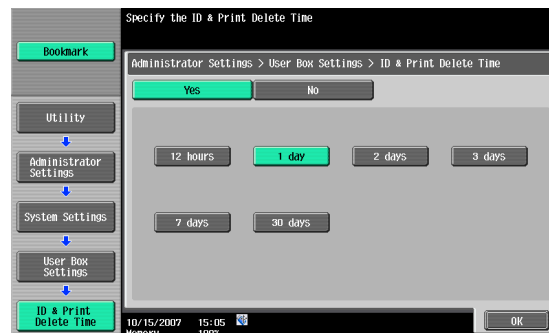 Specify the ID & Print Delete Time
Bookmark
Administrator Settings > User Box Settings > ID & Print Delete Time
Yes
No
Utility
Administrator
Settings
System Settings
User Box
Settings
ID & Print
Delete Time
12 hours
1 day
2 days
3 days
7 days
30 days
10/15/2007 15:05
Memory 100%
OK